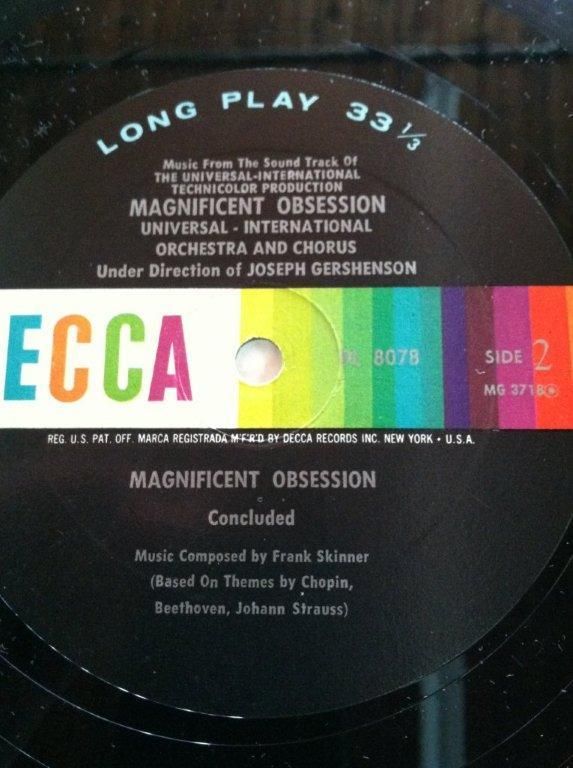 LONG PLAY 33 1/3
Music From The Sound Track Of
THE UNIVERSAL-INTERNATIONAL
TECHNICOLOR PRODUCTION
MAGNIFICENT OBSESSION
UNIVERSAL - INTERNATIONAL
ORCHESTRA AND CHORUS
Under Direction of JOSEPH GERSHENSON
ECCA
8078
SIDE 2
MG 3718
REG. U.S. PAT. OFF. MARCA REGISTRADA M'F'R'D BY DECCA RECORDS INC. NEW YORK • U.S.A.
MAGNIFICENT OBSESSION
Concluded
Music Composed by Frank Skinner
(Based On Themes by Chopin,
Beethoven, Johann Strauss)